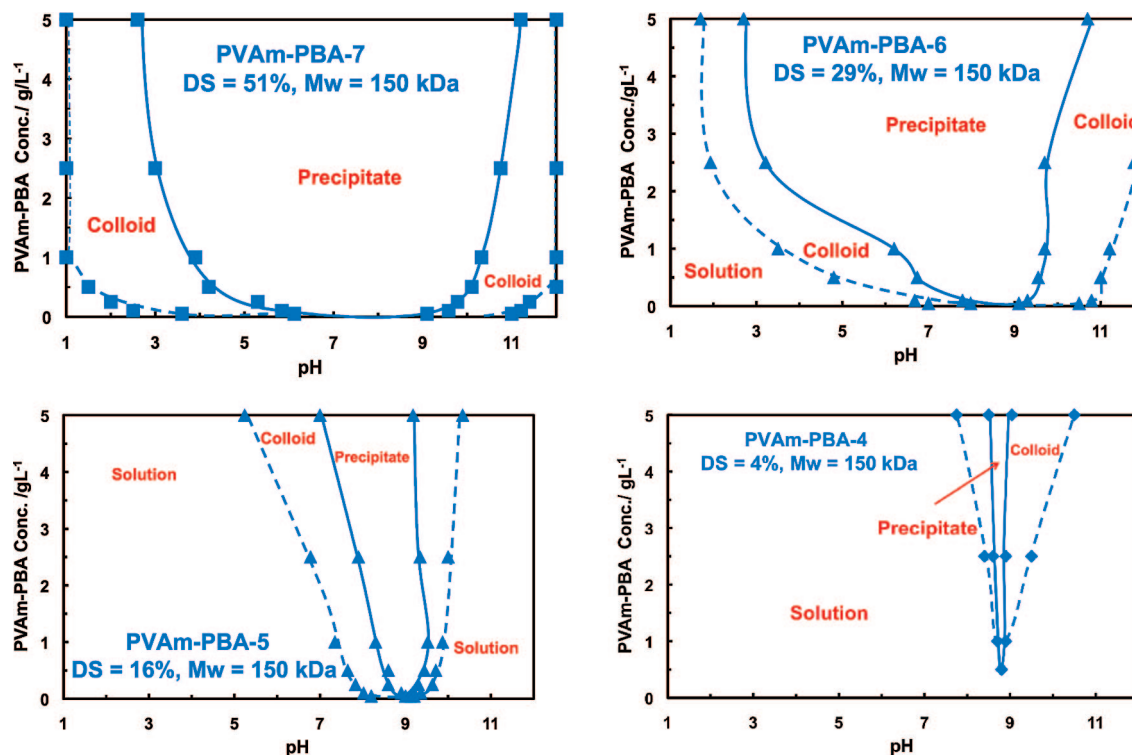 PVAm-PBA-7
DS = 51%, Mw = 150 kDa
Precipitate
Colloid
Colloid
PVAm-PBA Conc./ g/L-1
5
4
3
2
1
0
1 3 5 7 9 11
pH
PVAm-PBA-6
DS = 29%, Mw = 150 kDa
Precipitate
Colloid
Colloid
Solution
PVAm-PBA Conc./gL-1
5
4
3
2
1
0
1 3 5 7 9 11
pH
Colloid
Precipitate
Solution
Solution
PVAm-PBA-5
DS = 16%, Mw = 150 kDa
PVAm-PBA Conc./gL-1
5
4
3
2
1
0
1 3 5 7 9 11
pH
PVAm-PBA-4
DS = 4%, Mw = 150 kDa
Colloid
Precipitate
Solution
PVAm-PBA Conc./ gL-1
5
4
3
2
1
0
1 3 5 7 9 11
pH